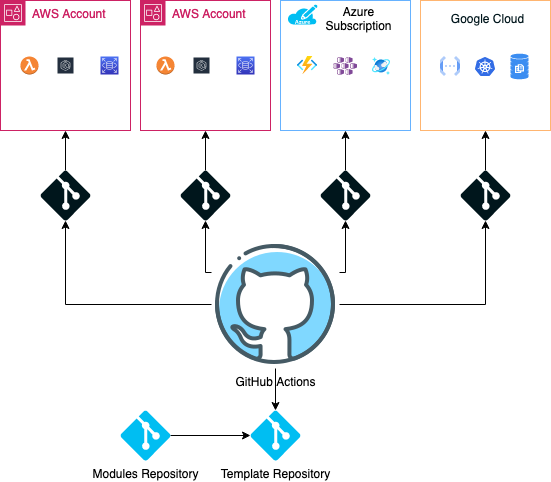 AWS Account
AWS Account
Azure
Azure
Subscription
Google Cloud
GitHub Actions
Modules Repository
Template Repository